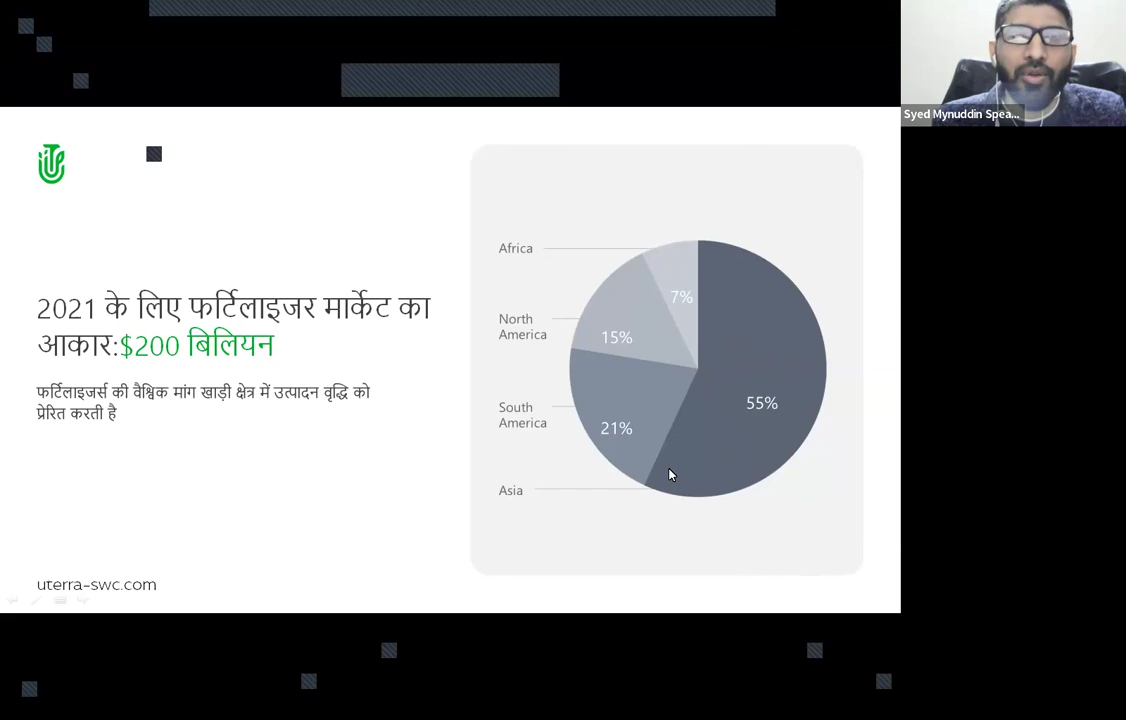 Syed Mynuddin Spea...
2021 के लिए फर्टिलाइजर मार्केट का
आकार:$200 बिलियन
फर्टिलाइजर्स की वैश्विक मांग खाड़ी क्षेत्र में उत्पादन वृद्धि को
प्रेरित करती है
Africa
7%
North
America
15%
South
America
21%
55%
Asia
uterra-swc.com